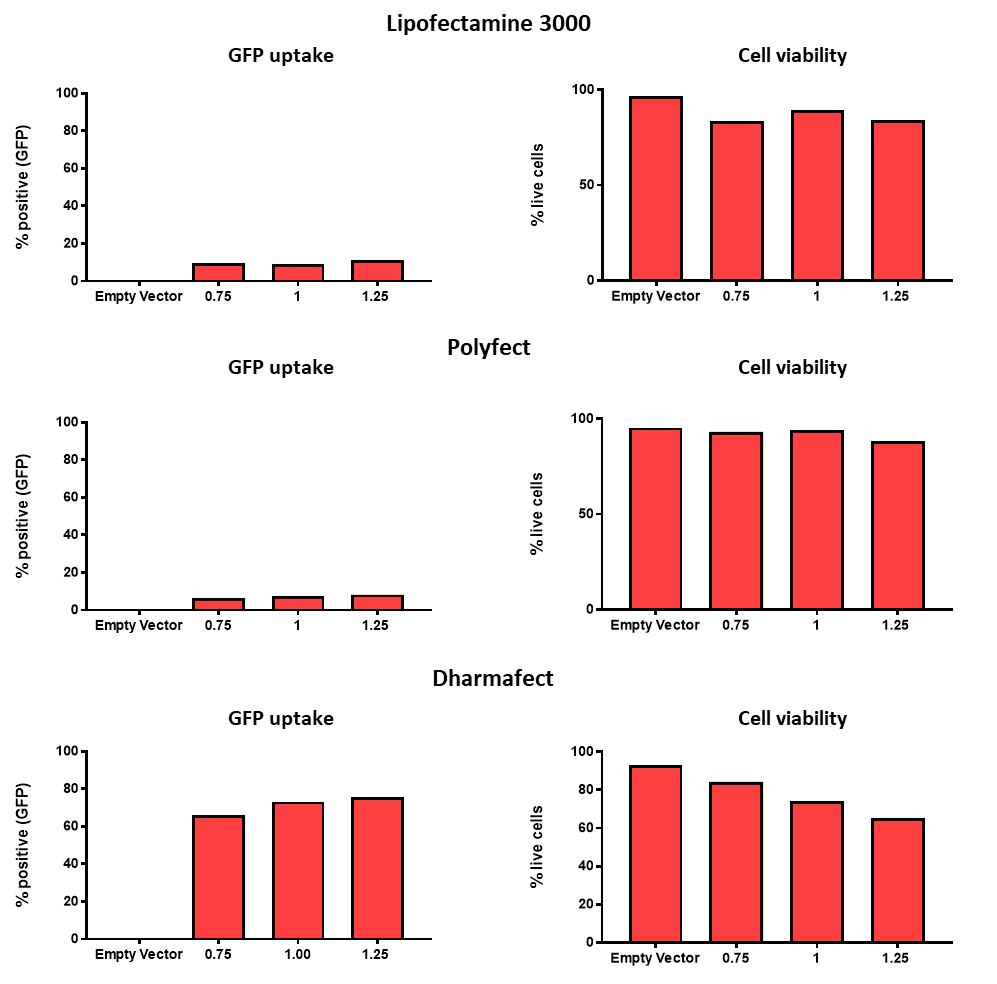 Lipofectamine 3000
GFP uptake
% positive (GFP)
100
80
60
40
20
0
Empty Vector 0.75 1 1.25
Cell viability
% live cells
100
50
0
Empty Vector 0.75 1 1.25
Polyfect
GFP uptake
% positive (GFP)
100
80
60
40
20
0
Empty Vector 0.75 1 1.25
Cell viability
% live cells
100
50
0
Empty Vector 0.75 1 1.25
Dharmafect
GFP uptake
% positive (GFP)
100
80
60
40
20
0
Empty Vector 0.75 1.00 1.25
Cell viability
% live cells
100
80
60
40
20
0
Empty Vector 0.75 1 1.25